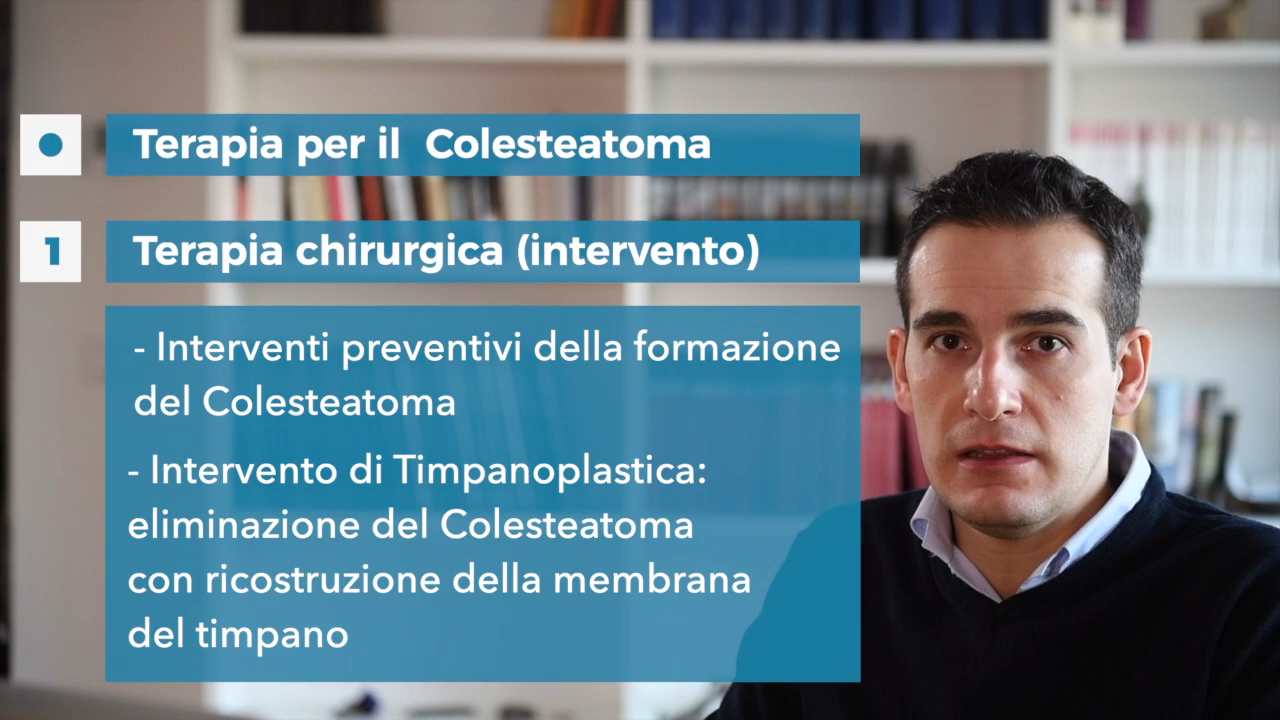 Terapia per il Colesteatoma
1 Terapia chirurgica (intervento)
- Interventi preventivi della formazione
del Colesteatoma
- Intervento di Timpanoplastica:
eliminazione del Colesteatoma
con ricostruzione della membrana
del timpano